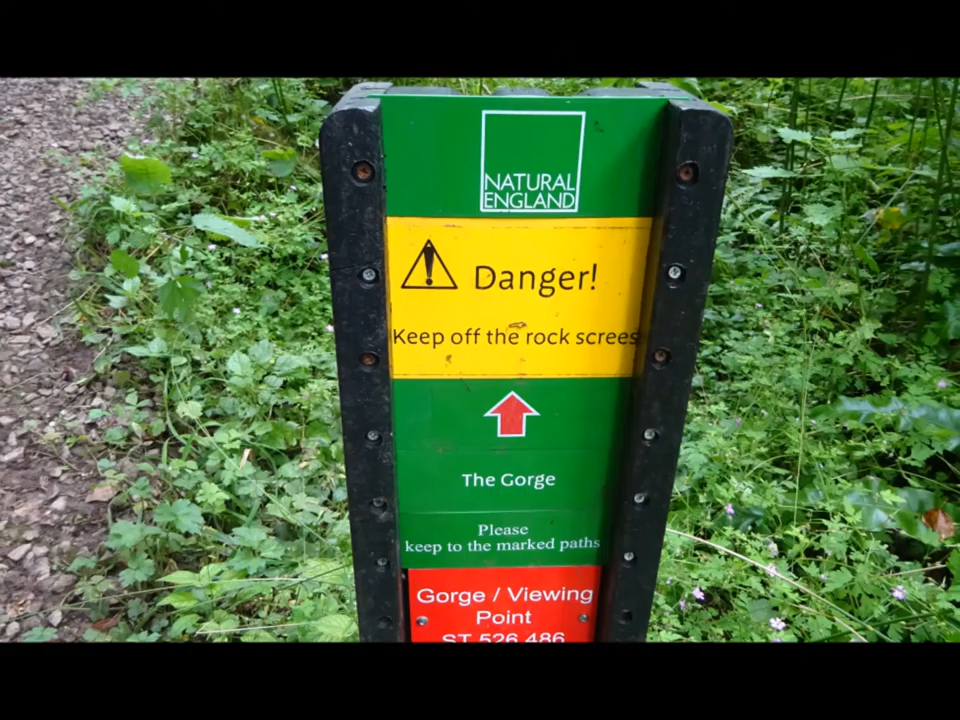 NATURAL
ENGLAND
Danger!
Keep off the rock screes
The Gorge
Please
keep to the marked paths
Gorge / Viewing
Point
ST 526 486